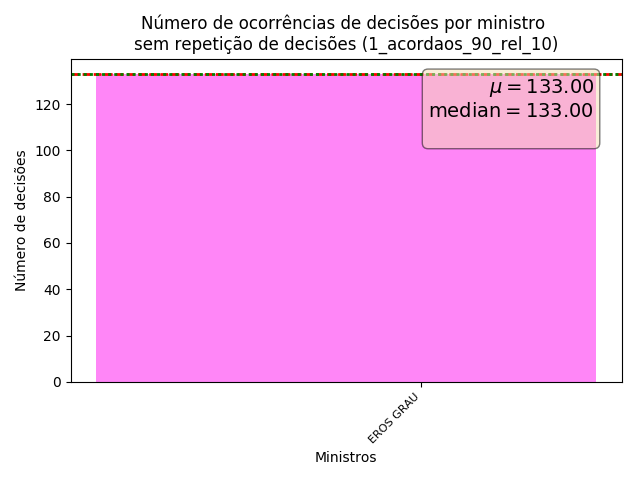 Número de ocorrências de decisões por ministro
sem repetição de decisões (1_acordaos_90_rel_10)
μ = 133.00
median = 133.00
Número de decisões
120
100
80
60
40
20
0
EROS GRAU
Ministros